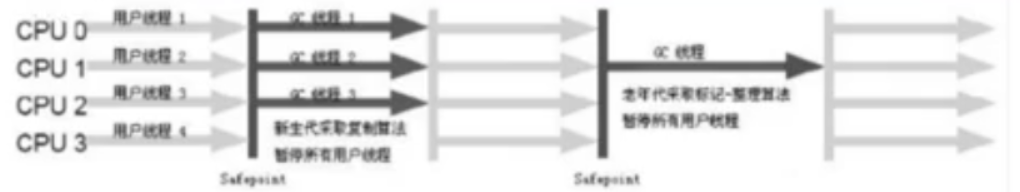 CPU 0
用户线程 1
GC 线程 1
CPU 1
用户线程 2
GC 线程 2
GC 线程
CPU 2
用户线程 3
GC 线程 3
老年代采取标记-整理算法
暂停所有用户线程
CPU 3
用户线程 4
新生代采取复制算法
暂停所有用户线程
Safepoint
Safepoint